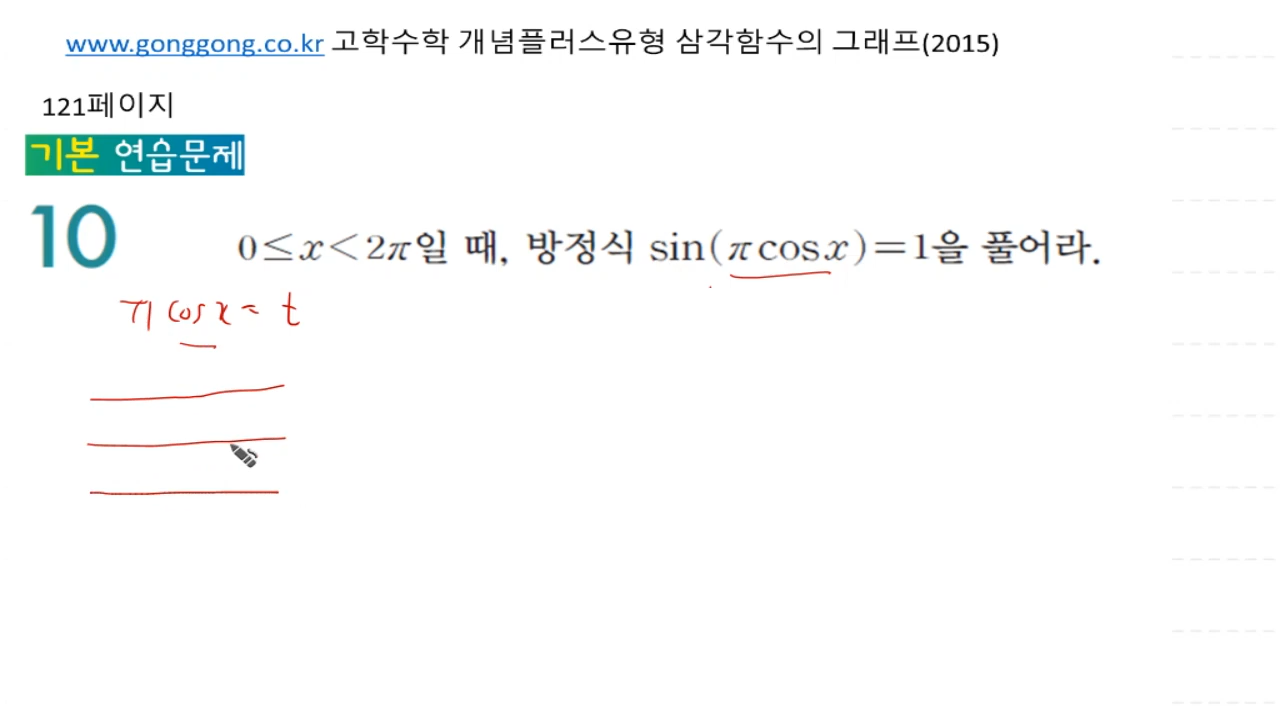 www.gonggong.co.kr 고학수학 개념플러스유형 삼각함수의 그래프(2015)
121페이지
기본 연습문제
10 0≤x<2π일 때, 방정식 sin(π cos x)=1을 풀어라.
π cos x = t